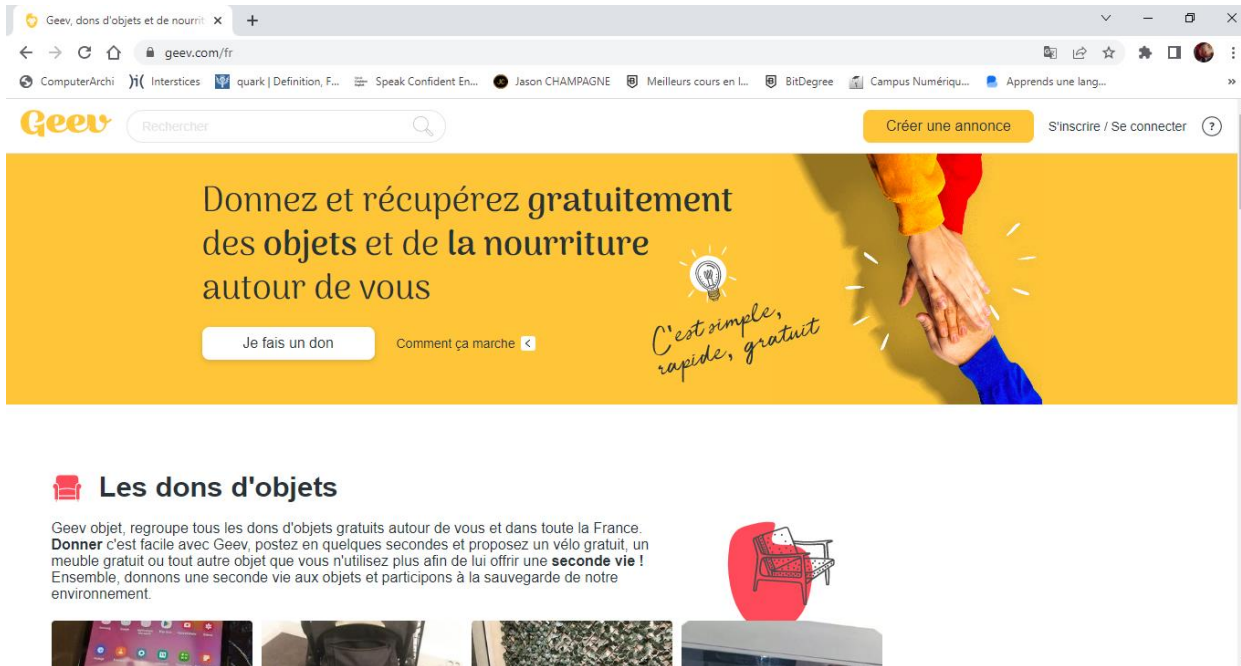 Geev, dons d'objets et de nourrit
geev.com/fr
ComputerArchi
Interstices
quark | Definition, F...
Speak Confident En...
Jason CHAMPAGNE
Meilleurs cours en l...
BitDegree
Campus Numériqu...
Apprends une lang...
»
Geev
Rechercher
Créer une annonce
S'inscrire / Se connecter
?
Donnez et récupérez gratuitement
des objets et de la nourriture
autour de vous
Je fais un don
Comment ça marche <
C'est simple,
rapide, gratuit
Les dons d'objets
Geev objet, regroupe tous les dons d'objets gratuits autour de vous et dans toute la France.
Donner c'est facile avec Geev, postez en quelques secondes et proposez un vélo gratuit, un
meuble gratuit ou tout autre objet que vous n'utilisez plus afin de lui offrir une seconde vie !
Ensemble, donnons une seconde vie aux objets et participons à la sauvegarde de notre
environnement.